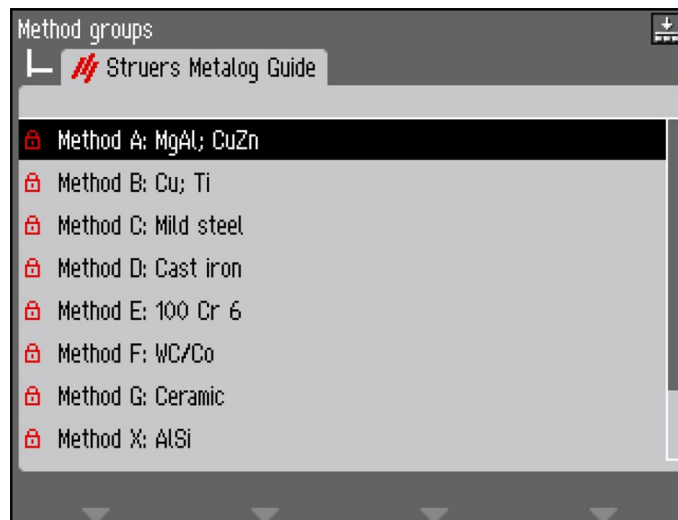 Method groups
Struers Metalog Guide
Method A: MgAl; CuZn
Method B: Cu; Ti
Method C: Mild steel
Method D: Cast iron
Method E: 100 Cr 6
Method F: WC/Co
Method G: Ceramic
Method X: AlSi